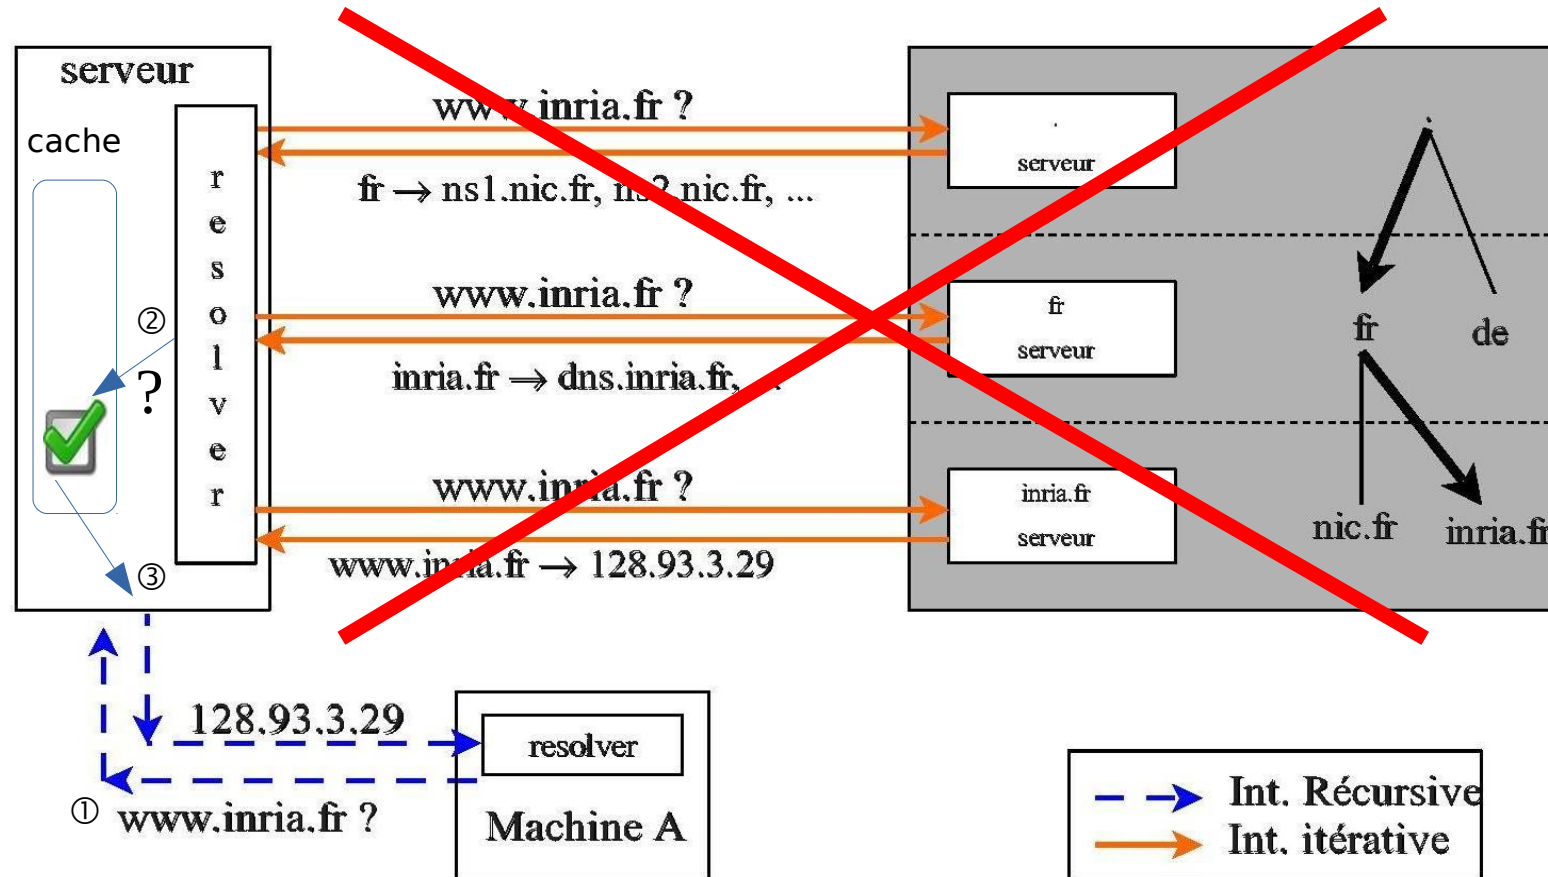 serveur
cache
resolver
www.inria.fr ?
fr → ns1.nic.fr, ns2.nic.fr, ...
www.inria.fr ?
inria.fr → dns.inria.fr, ..
www.inria.fr ?
www.inria.fr → 128.93.3.29
②
?
③
.
serveur
fr
serveur
inria.fr
serveur
.
fr
de
nic.fr
inria.fr
128.93.3.29
①
www.inria.fr ?
resolver
Machine A
Int. Récursive
Int. itérative